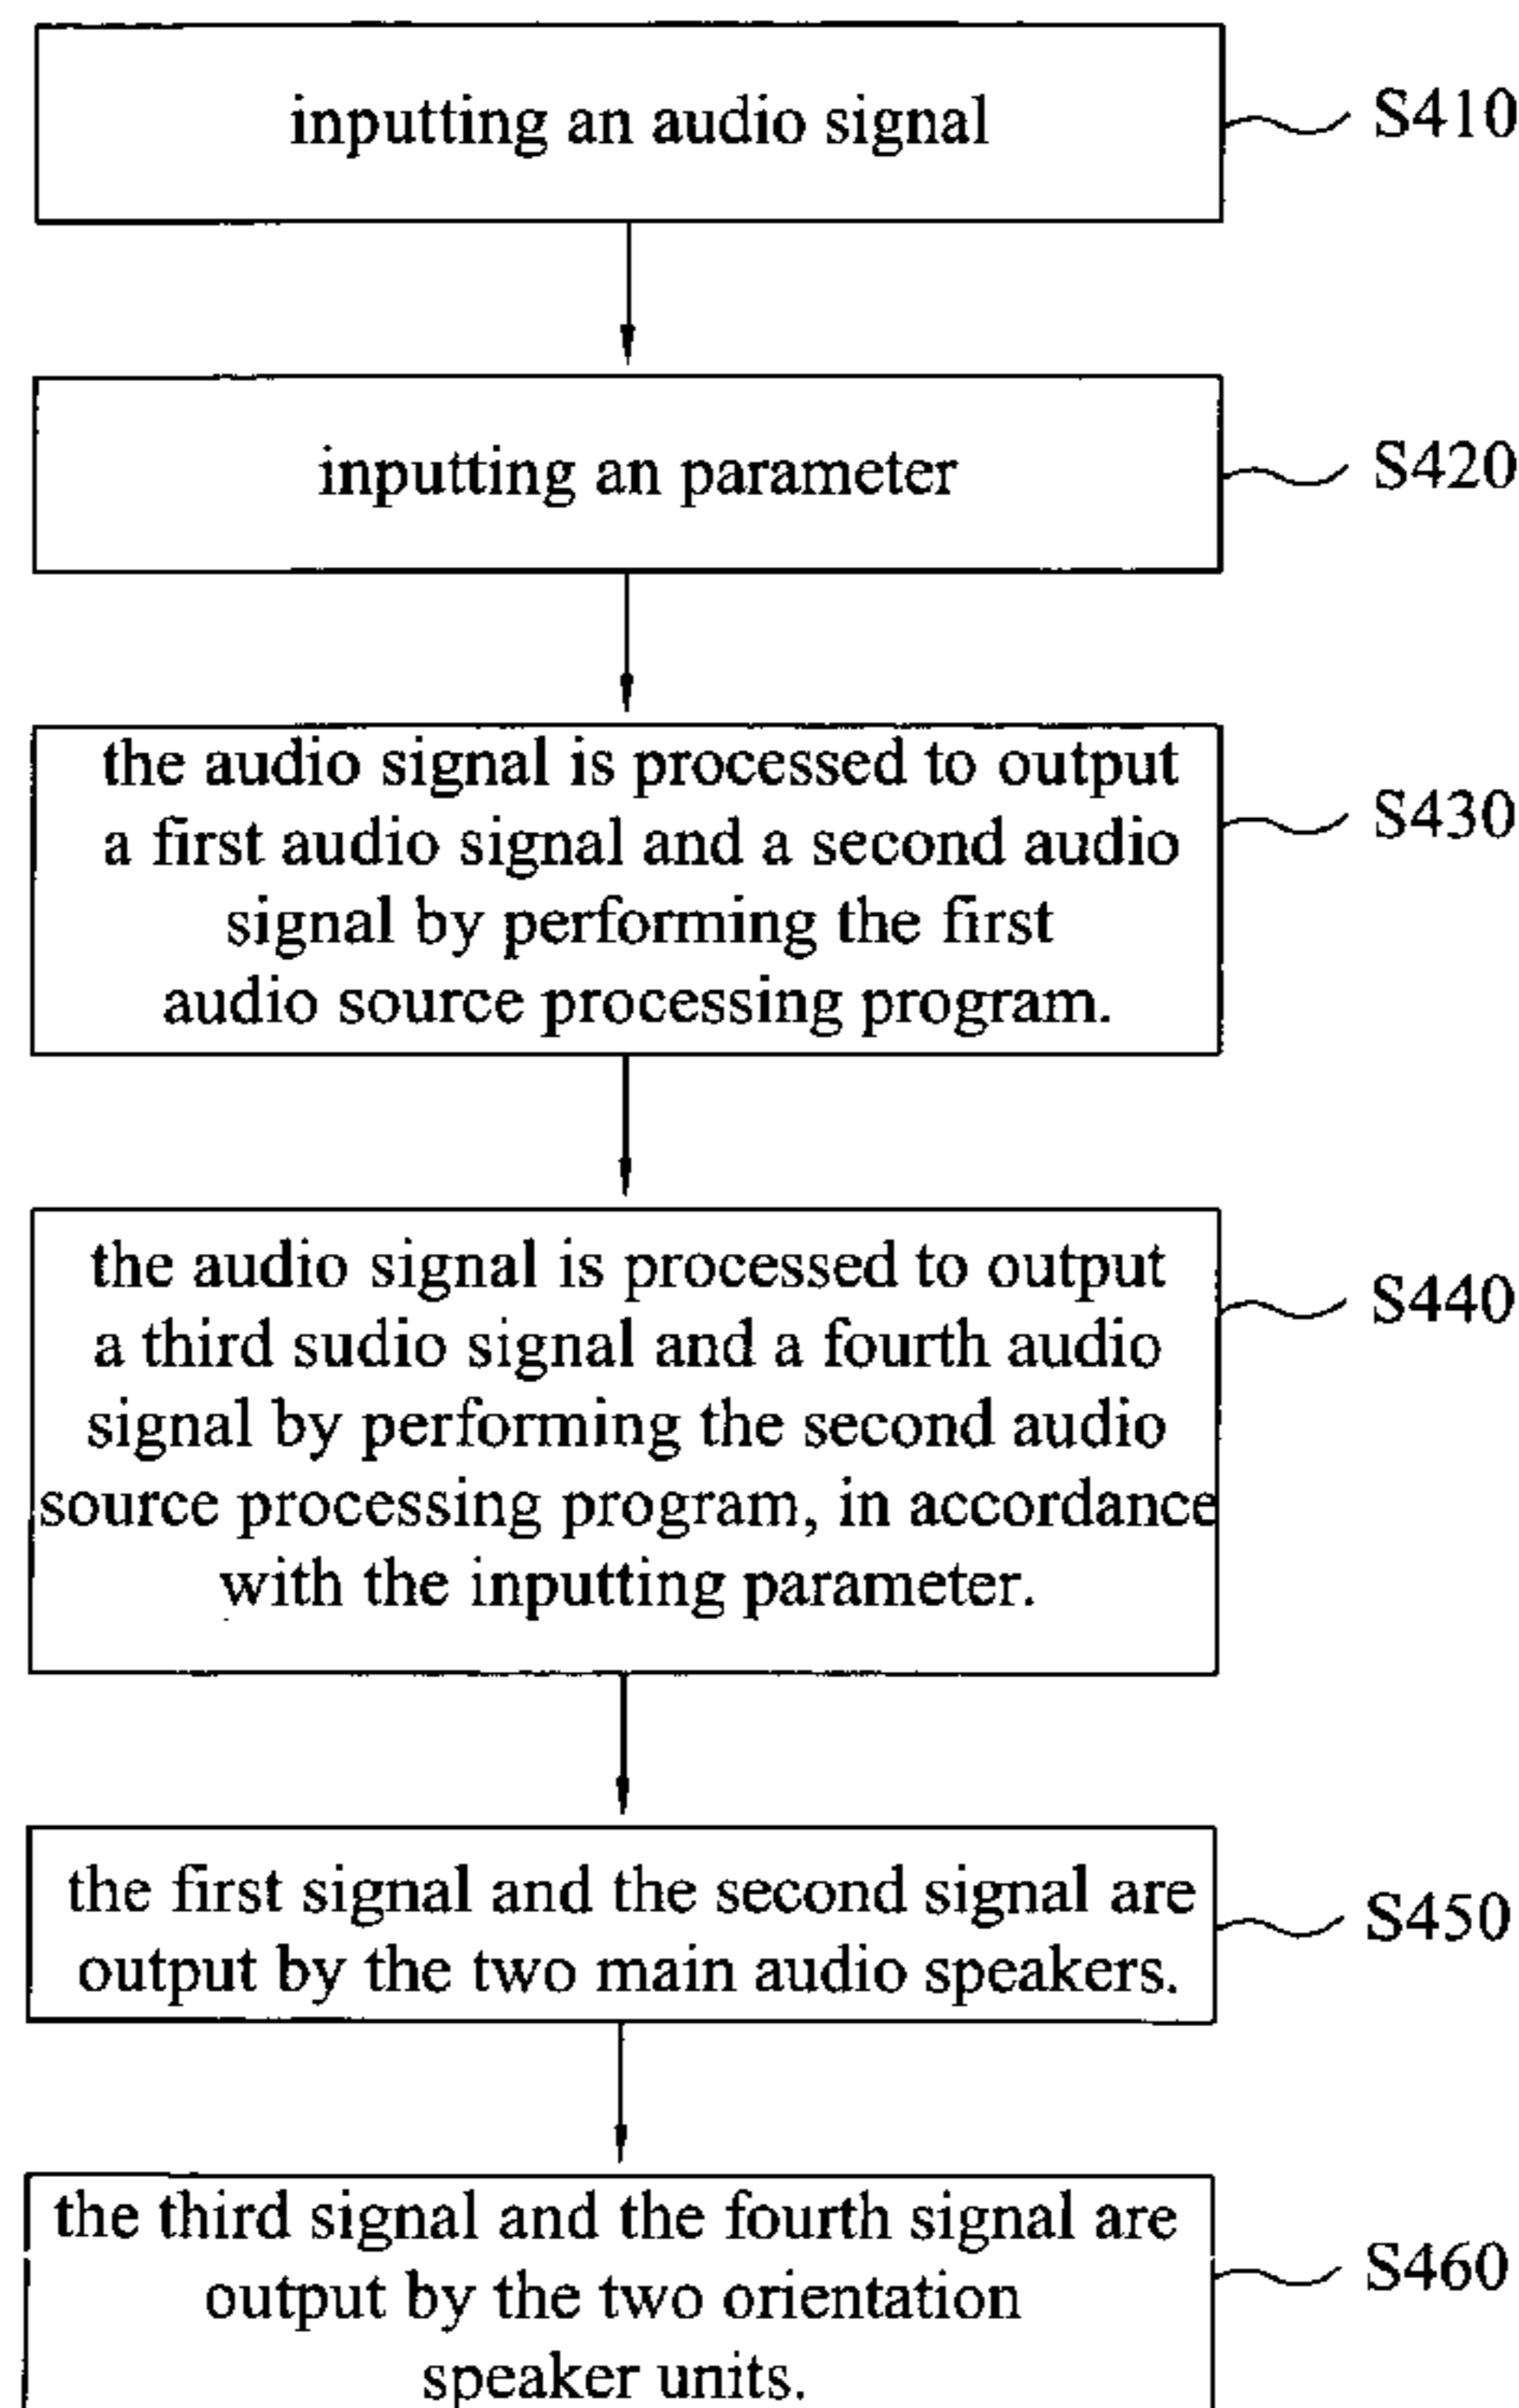 inputting an audio signal
S410
inputting an parameter
S420
the audio signal is processed to output
a first audio signal and a second audio
signal by performing the first
audio source processing program.
S430
the audio signal is processed to output
a third sudio signal and a fourth audio
signal by performing the second audio
source processing program, in accordance
with the inputting parameter.
S440
the first signal and the second signal are
output by the two main audio speakers.
S450
the third signal and the fourth signal are
output by the two orientation
speaker units.
S460